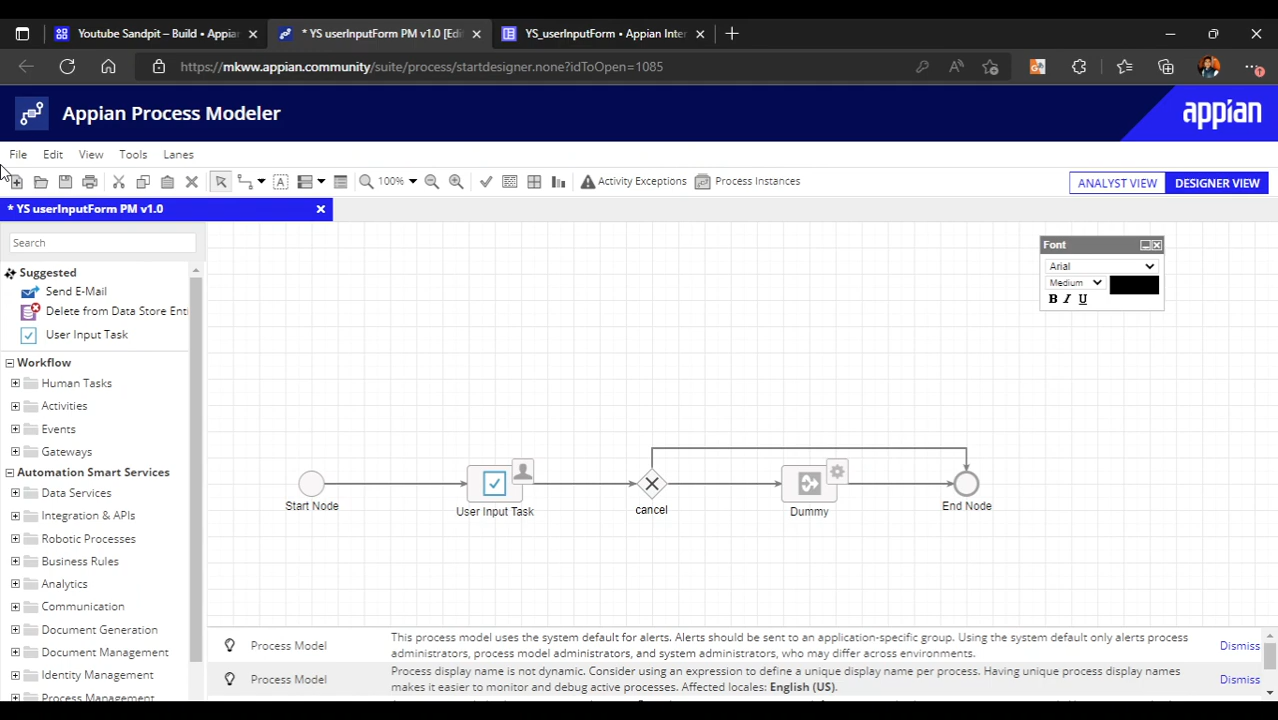 Youtube Sandpit – Build • Appian
* YS userInputForm PM v1.0 [Edi
YS_userInputForm • Appian Inter
https://mkww.appian.community/suite/process/startdesigner.none?idToOpen=1085
Appian Process Modeler
appian
File Edit View Tools Lanes
100% Activity Exceptions Process Instances ANALYST VIEW DESIGNER VIEW
* YS userInputForm PM v1.0
Search
Font
Arial
Medium
B I U
Suggested
Send E-Mail
Delete from Data Store Enti
User Input Task
Workflow
Human Tasks
Activities
Events
Gateways
Automation Smart Services
Data Services
Integration & APIs
Robotic Processes
Business Rules
Analytics
Communication
Document Generation
Document Management
Identity Management
Process Management
Start Node
User Input Task
cancel
Dummy
End Node
Process Model
This process model uses the system default for alerts. Alerts should be sent to an application-specific group. Using the system default only alerts process
administrators, process model administrators, and system administrators, who may differ across environments.
Dismiss
Process Model
Process display name is not dynamic. Consider using an expression to define a unique display name per process. Having unique process display names
makes it easier to monitor and debug active processes. Affected locales: English (US).
Dismiss